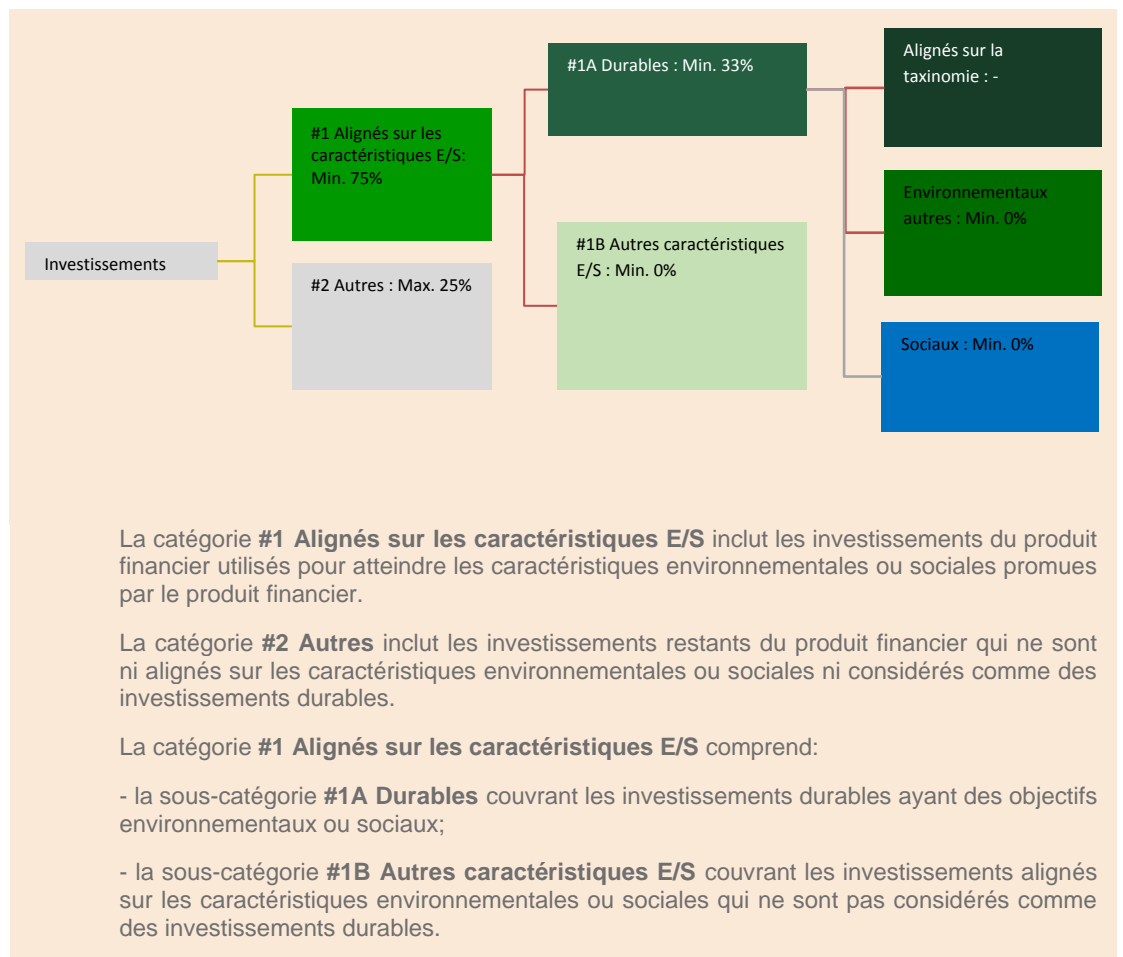 Investissements
#1 Alignés sur les
caractéristiques E/S:
Min. 75%
#2 Autres : Max. 25%
#1A Durables : Min. 33%
#1B Autres caractéristiques
E/S : Min. 0%
Alignés sur la
taxinomie : -
Environnementaux
autres : Min. 0%
Sociaux : Min. 0%
La catégorie #1 Alignés sur les caractéristiques E/S inclut les investissements du produit
financier utilisés pour atteindre les caractéristiques environnementales ou sociales promues
par le produit financier.
La catégorie #2 Autres inclut les investissements restants du produit financier qui ne sont
ni alignés sur les caractéristiques environnementales ou sociales ni considérés comme des
investissements durables.
La catégorie #1 Alignés sur les caractéristiques E/S comprend:
- la sous-catégorie #1A Durables couvrant les investissements durables ayant des objectifs
environnementaux ou sociaux;
- la sous-catégorie #1B Autres caractéristiques E/S couvrant les investissements alignés
sur les caractéristiques environnementales ou sociales qui ne sont pas considérés comme
des investissements durables.